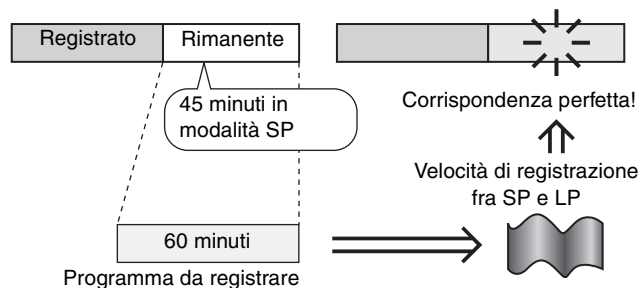 Registrato
Rimanente
45 minuti in
modalità SP
Corrispondenza perfetta!
Velocità di registrazione
fra SP e LP
60 minuti
Programma da registrare